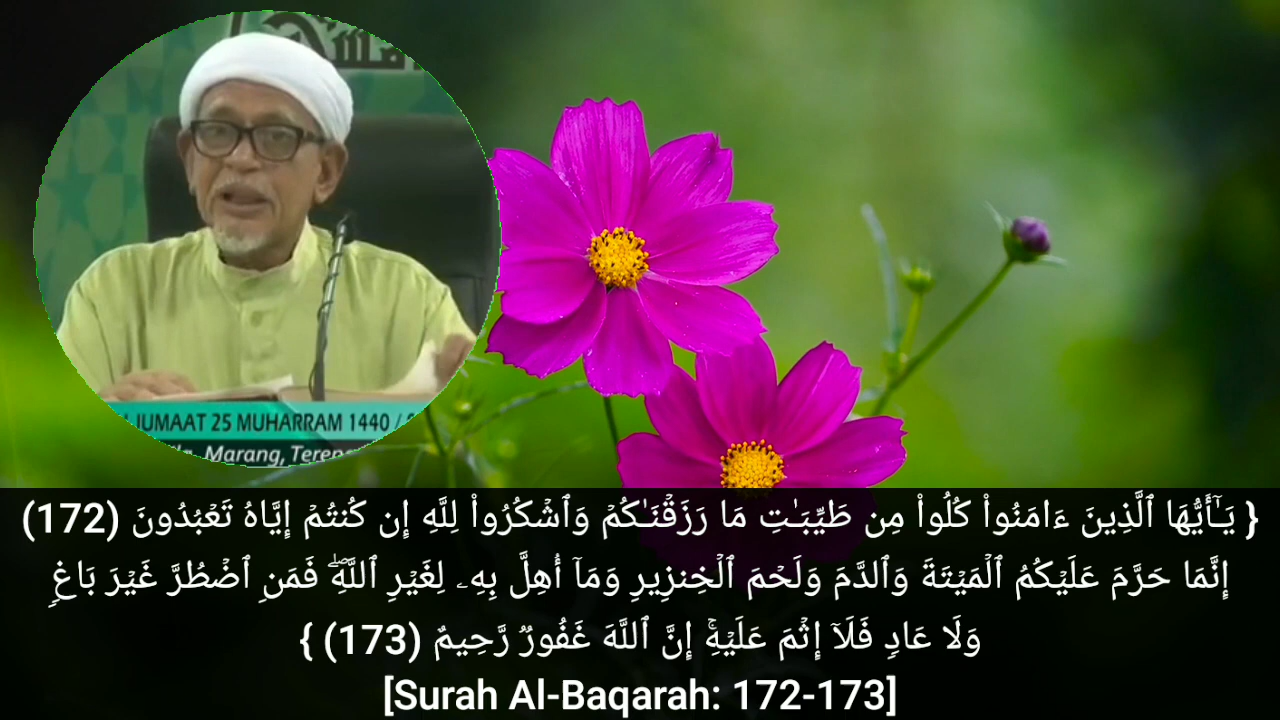 JUMAAT 25 MUHARRAM 1440 /
Marang,
{ يَـٰٓأَيُّهَا ٱلَّذِينَ ءَامَنُوا۟ كُلُوا۟ مِن طَيِّبَـٰتِ مَا رَزَقْنَـٰكُمْ وَٱشْكُرُوا۟ لِلَّهِ إِن كُنتُمْ إِيَّاهُ تَعْبُدُونَ (172)
إِنَّمَا حَرَّمَ عَلَيْكُمُ ٱلْمَيْتَةَ وَٱلدَّمَ وَلَحْمَ ٱلْخِنزِيرِ وَمَآ أُهِلَّ بِهِۦ لِغَيْرِ ٱللَّهِۖ فَمَنِ ٱضْطُرَّ غَيْرَ بَاغٍ
وَلَا عَادٍ فَلَآ إِثْمَ عَلَيْهِۚ إِنَّ ٱللَّهَ غَفُورٌ رَّحِيمٌ (173) }
[Surah Al-Baqarah: 172-173]